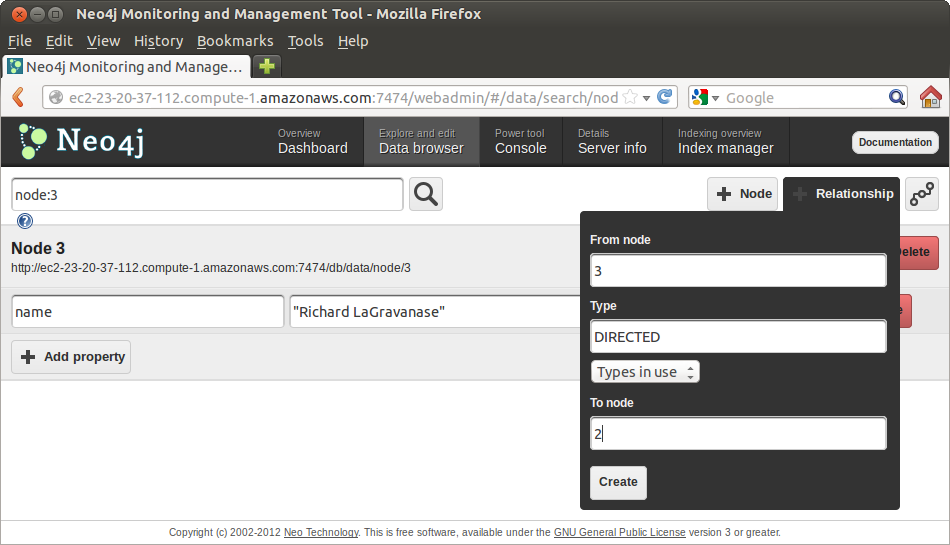 Neo4j Monitoring and Management Tool - Mozilla Firefox
File Edit View History Bookmarks Tools Help
Neo4j Monitoring and Manage...
ec2-23-20-37-112.compute-1.amazonaws.com:7474/webadmin/#/data/search/nod
Google
Neo4j
Overview
Dashboard
Explore and edit
Data browser
Power tool
Console
Details
Server info
Indexing overview
Index manager
Documentation
node:3
Node
Relationship
?
Node 3
http://ec2-23-20-37-112.compute-1.amazonaws.com:7474/db/data/node/3
elete
name
"Richard LaGravanase"
e
Add property
From node
3
Type
DIRECTED
Types in use
To node
2
Create
Copyright (c) 2002-2012 Neo Technology. This is free software, available under the GNU General Public License version 3 or greater.